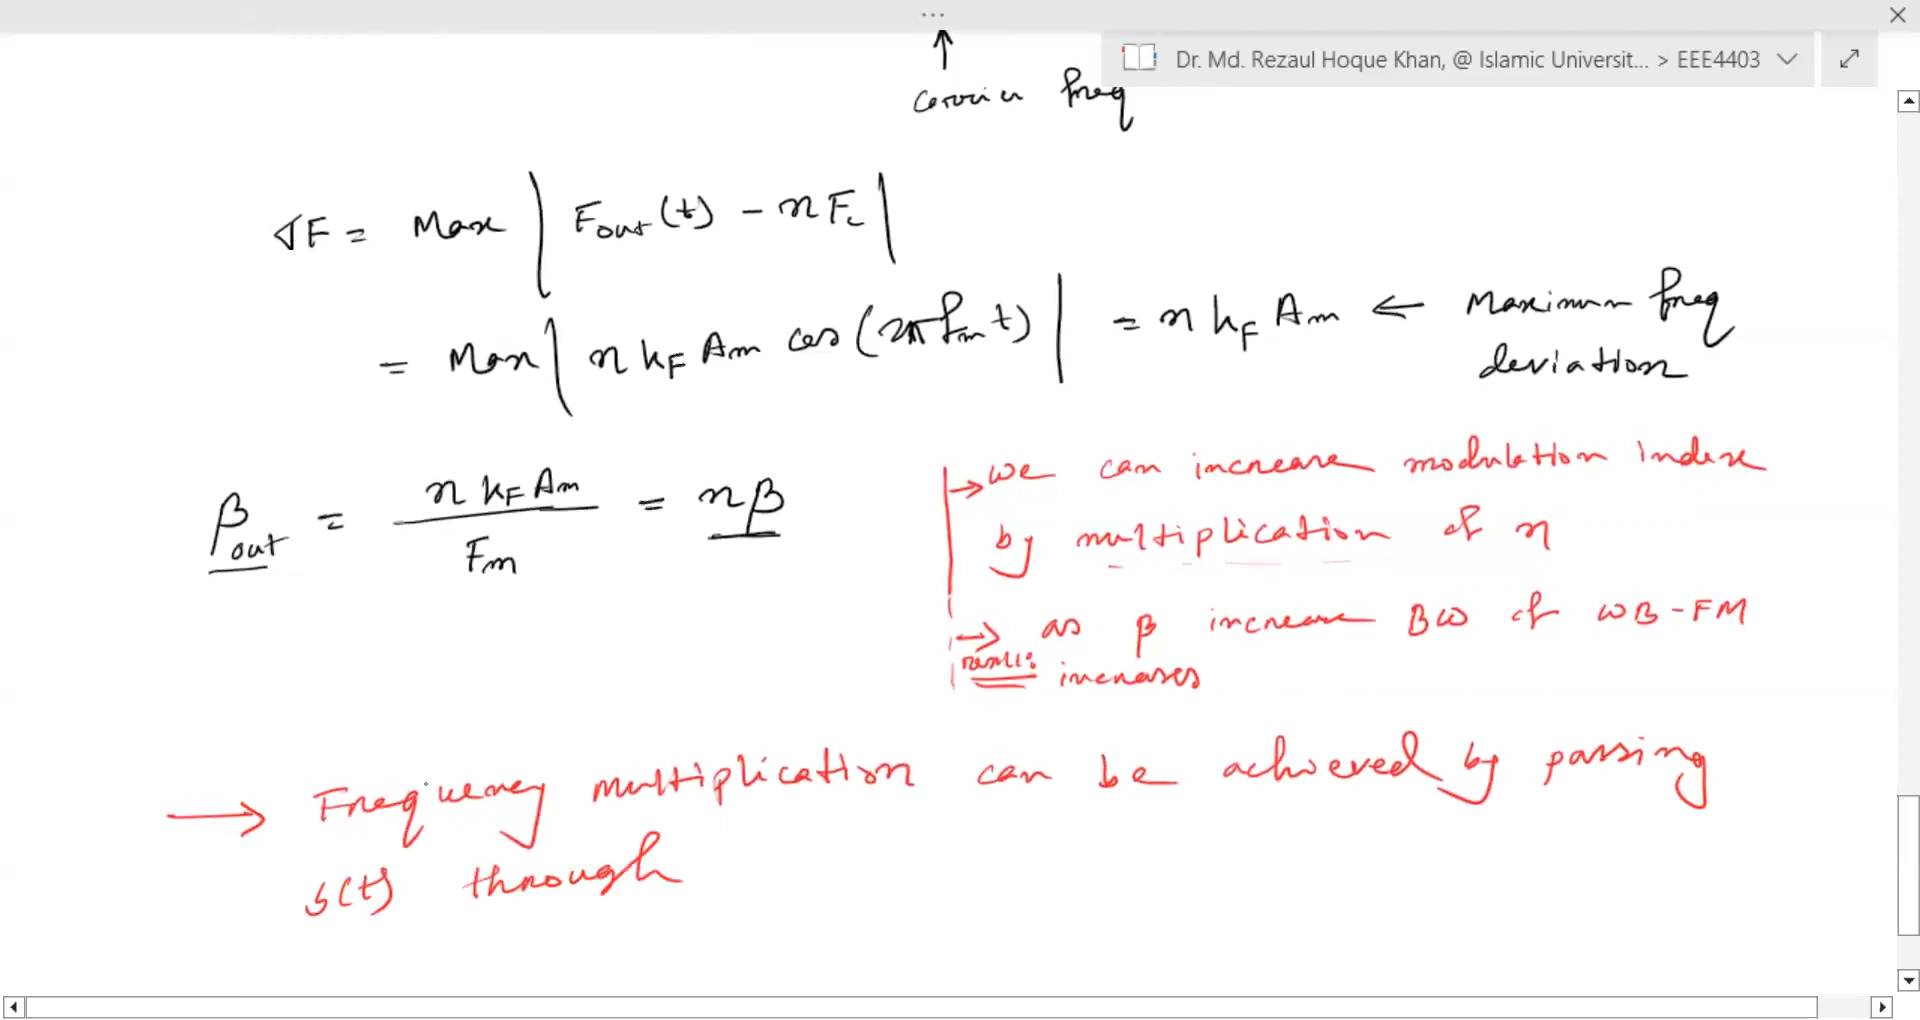 ...
Dr. Md. Rezaul Hoque Khan, @ Islamic Universit... > EEE4403
carrier freq
ΔF = Max | Fout(t) - nFc |
= Max | n kF Am cos(2π fm t) | = n kF Am ← Maximum freq
deviation
βout = n kF Am / Fm = nβ
→ we can increase modulation index
by multiplication of n
→ as β increase BW of WB-FM
result: increases
→ Frequency multiplication can be achieved by passing
s(t) through